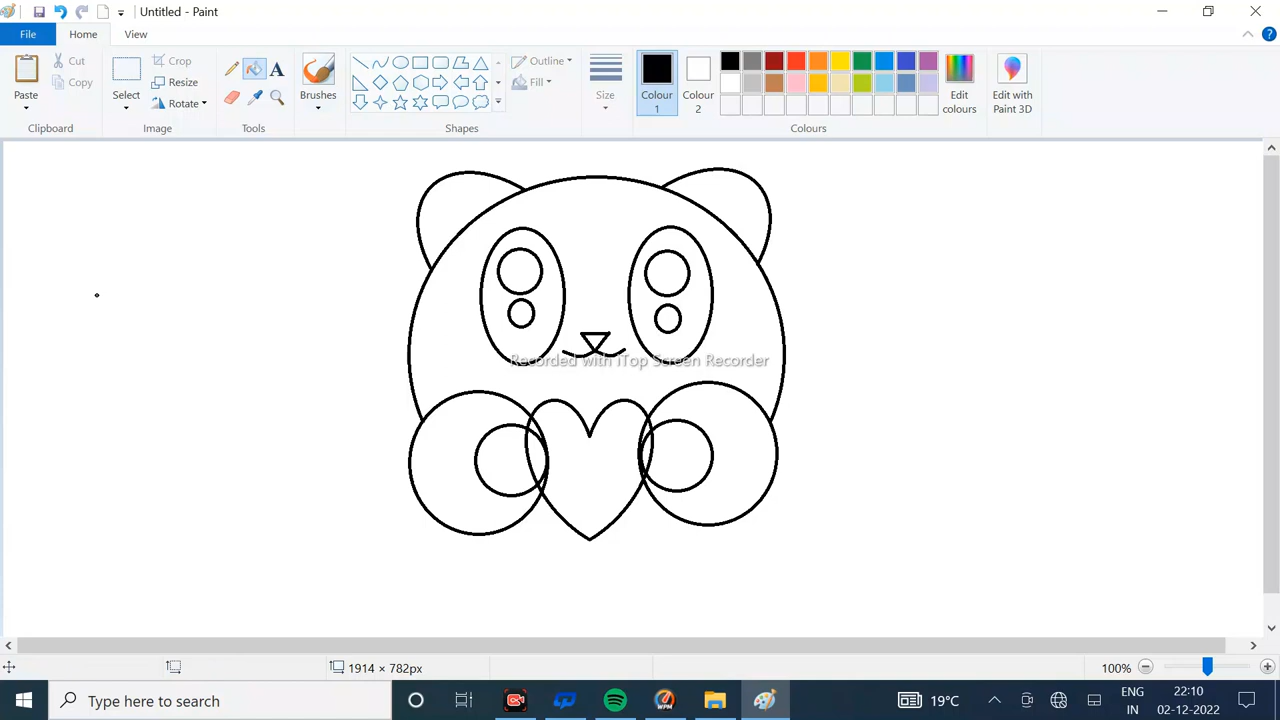 Untitled - Paint
File
Home
View
Paste
Cut
Copy
Clipboard
Select
Crop
Resize
Rotate
Image
A
Tools
Brushes
Outline
Fill
Shapes
Size
Colour 1
Colour 2
Edit colours
Colours
Edit with Paint 3D
Recorded with iTop Screen Recorder
1914 × 782px
100%
Type here to search
WPM
19°C
ENG
IN
22:10
02-12-2022